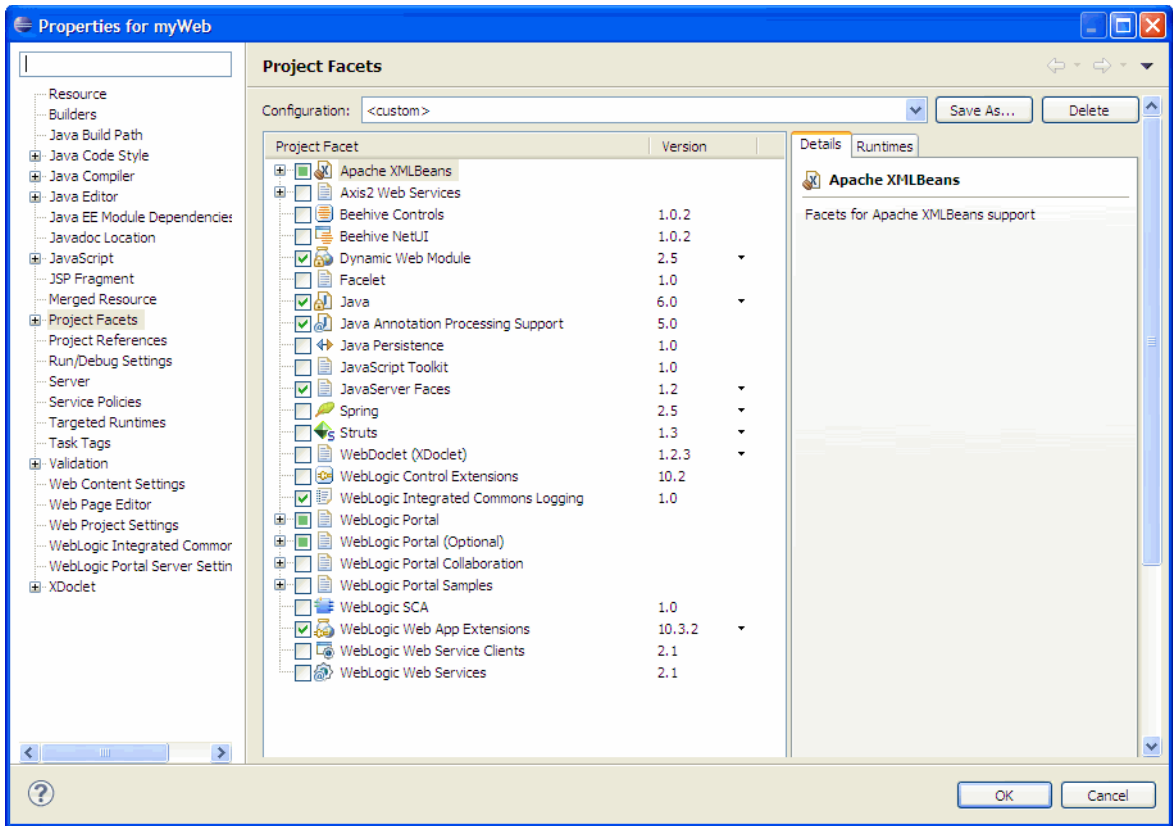 Properties for myWeb
Resource
Builders
Java Build Path
Java Code Style
Java Compiler
Java Editor
Java EE Module Dependencies
Javadoc Location
JavaScript
JSP Fragment
Merged Resource
Project Facets
Project References
Run/Debug Settings
Server
Service Policies
Targeted Runtimes
Task Tags
Validation
Web Content Settings
Web Page Editor
Web Project Settings
WebLogic Integrated Commor
WebLogic Portal Server Settin
XDoclet
Project Facets
Configuration: <custom> Save As... Delete
Project Facet Version
Apache XMLBeans
Axis2 Web Services
Beehive Controls 1.0.2
Beehive NetUI 1.0.2
Dynamic Web Module 2.5
Facelet 1.0
Java 6.0
Java Annotation Processing Support 5.0
Java Persistence 1.0
JavaScript Toolkit 1.0
JavaServer Faces 1.2
Spring 2.5
Struts 1.3
WebDoclet (XDoclet) 1.2.3
WebLogic Control Extensions 10.2
WebLogic Integrated Commons Logging 1.0
WebLogic Portal
WebLogic Portal (Optional)
WebLogic Portal Collaboration
WebLogic Portal Samples
WebLogic SCA 1.0
WebLogic Web App Extensions 10.3.2
WebLogic Web Service Clients 2.1
WebLogic Web Services 2.1
Details Runtimes
Apache XMLBeans
Facets for Apache XMLBeans support
OK Cancel